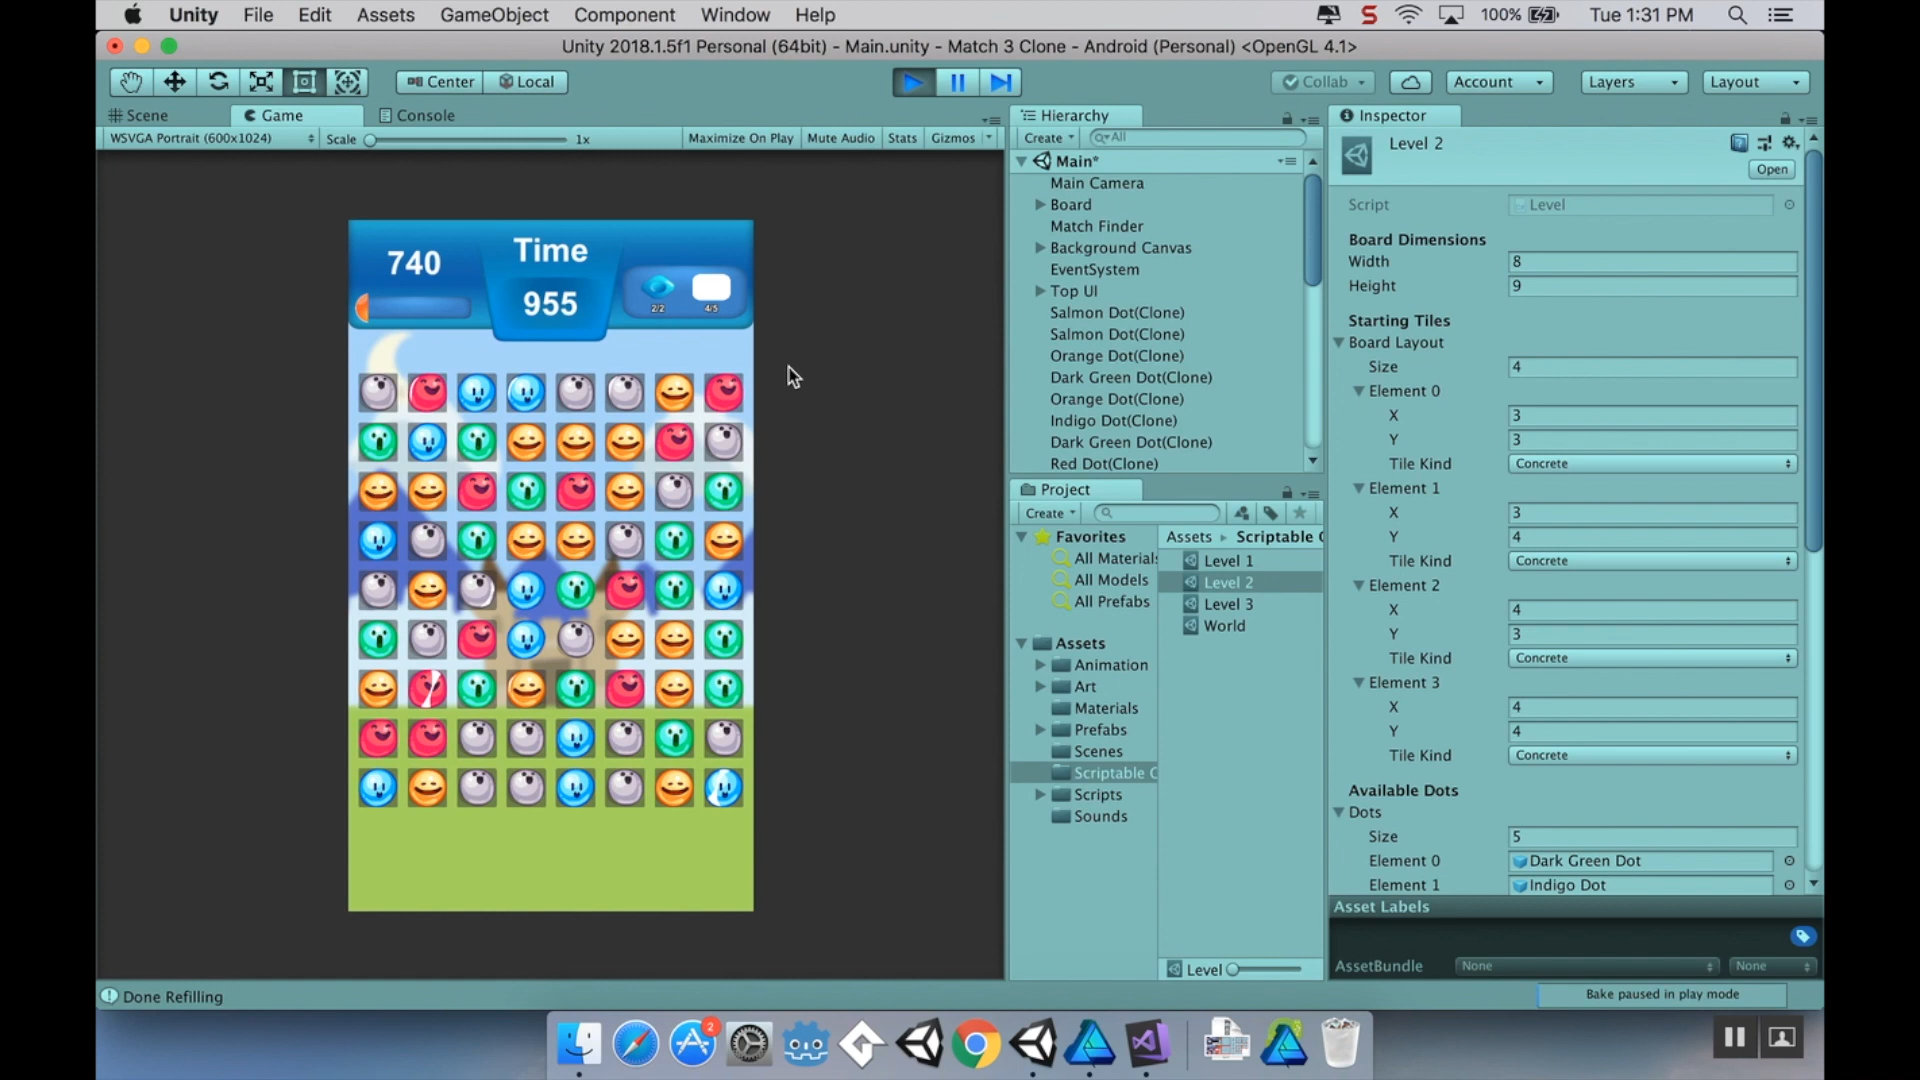 Unity File Edit Assets GameObject Component Window Help 100% Tue 1:31 PM
Unity 2018.1.5f1 Personal (64bit) - Main.unity - Match 3 Clone - Android (Personal) <OpenGL 4.1>
Center Local Collab Account Layers Layout
Scene Game Console
WSVGA Portrait (600x1024) Scale 1x Maximize On Play Mute Audio Stats Gizmos
740
Time
955
2/2 4/5
Hierarchy
Create All
Main*
Main Camera
Board
Match Finder
Background Canvas
EventSystem
Top UI
Salmon Dot(Clone)
Salmon Dot(Clone)
Orange Dot(Clone)
Dark Green Dot(Clone)
Orange Dot(Clone)
Indigo Dot(Clone)
Dark Green Dot(Clone)
Red Dot(Clone)
Project
Create
Favorites
All Materials
All Models
All Prefabs
Assets
Animation
Art
Materials
Prefabs
Scenes
Scriptable C
Scripts
Sounds
Assets Scriptable C
Level 1
Level 2
Level 3
World
Level
Inspector
Level 2
Open
Script Level
Board Dimensions
Width 8
Height 9
Starting Tiles
Board Layout
Size 4
Element 0
X 3
Y 3
Tile Kind Concrete
Element 1
X 3
Y 4
Tile Kind Concrete
Element 2
X 4
Y 3
Tile Kind Concrete
Element 3
X 4
Y 4
Tile Kind Concrete
Available Dots
Dots
Size 5
Element 0 Dark Green Dot
Element 1 Indigo Dot
Asset Labels
AssetBundle None None
Done Refilling
Bake paused in play mode
2